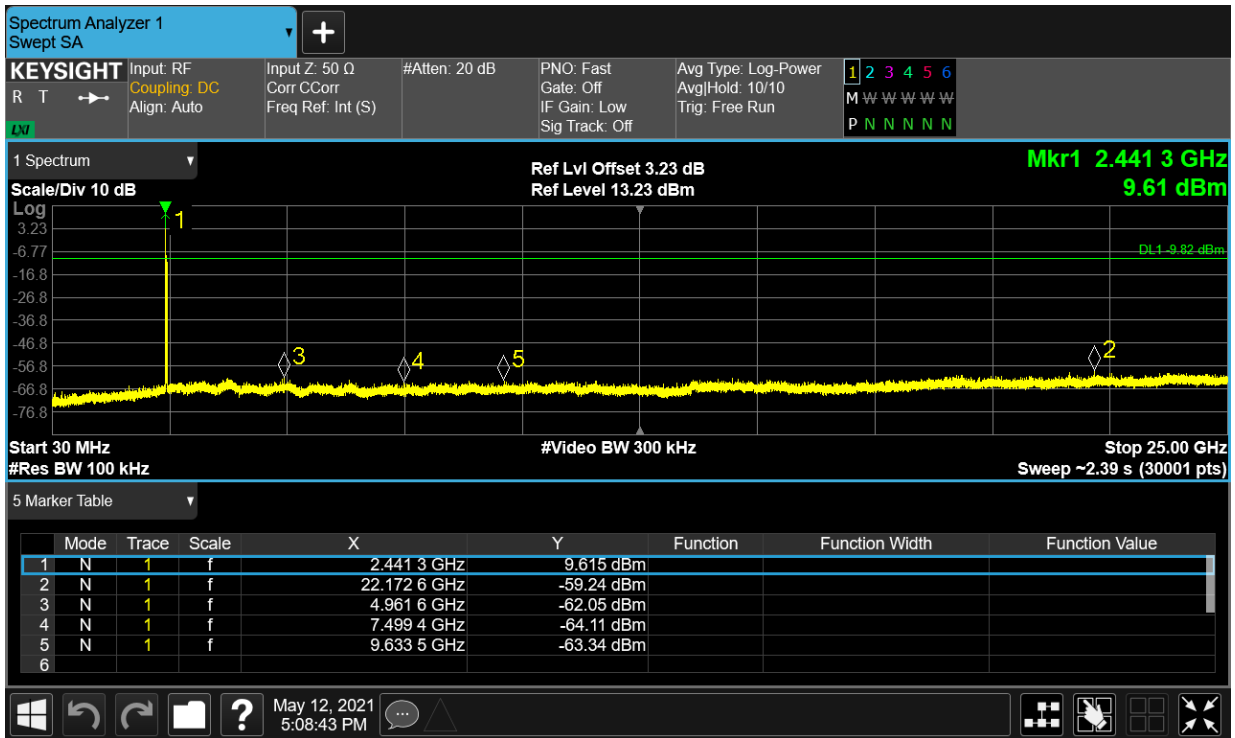 Spectrum Analyzer 1
Swept SA
+
KEYSIGHT
R T
LXI
Input: RF
Coupling: DC
Align: Auto
Input Z: 50 Ω
Corr CCorr
Freq Ref: Int (S)
#Atten: 20 dB
PNO: Fast
Gate: Off
IF Gain: Low
Sig Track: Off
Avg Type: Log-Power
Avg|Hold: 10/10
Trig: Free Run
1 2 3 4 5 6
M W W W W W
P N N N N N
1 Spectrum
Scale/Div 10 dB
Ref Lvl Offset 3.23 dB
Ref Level 13.23 dBm
Mkr1 2.441 3 GHz
9.61 dBm
Log
3.23
-6.77
-16.8
-26.8
-36.8
-46.8
-56.8
-66.8
-76.8
DL1 -9.82 dBm
1
3
4
5
2
Start 30 MHz
#Video BW 300 kHz
Stop 25.00 GHz
#Res BW 100 kHz
Sweep ~2.39 s (30001 pts)
5 Marker Table
Mode Trace Scale X Y Function Function Width Function Value
1 N 1 f 2.441 3 GHz 9.615 dBm
2 N 1 f 22.172 6 GHz -59.24 dBm
3 N 1 f 4.961 6 GHz -62.05 dBm
4 N 1 f 7.499 4 GHz -64.11 dBm
5 N 1 f 9.633 5 GHz -63.34 dBm
6
?
May 12, 2021
5:08:43 PM